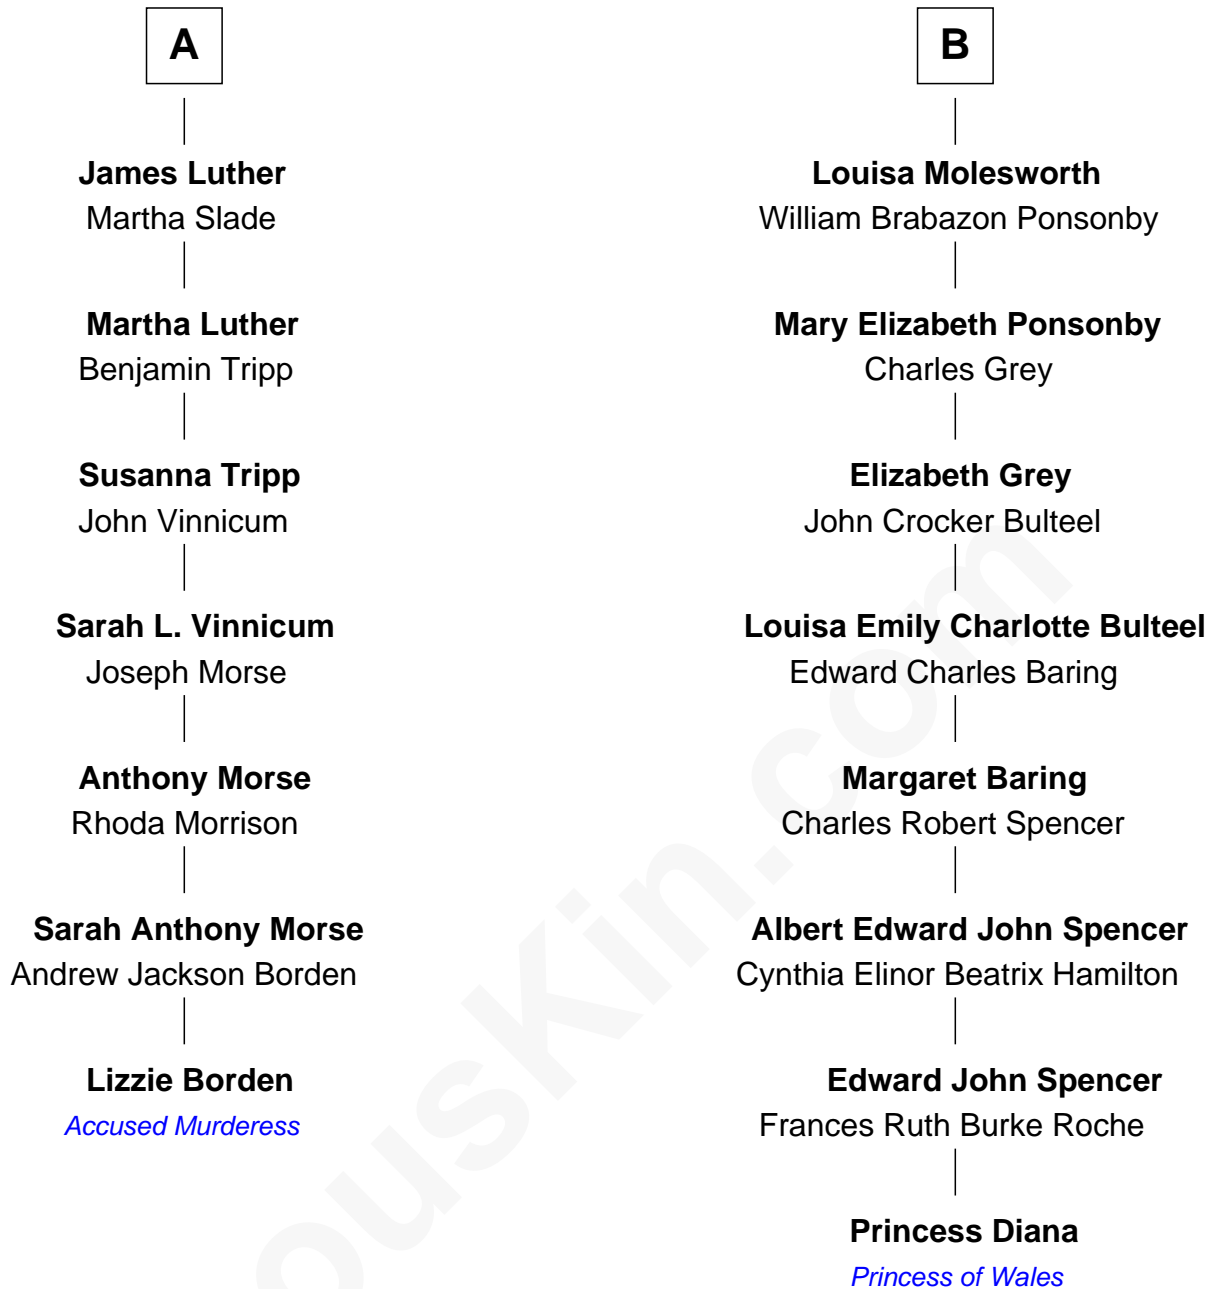 A
James Luther
Martha Slade
Martha Luther
Benjamin Tripp
Susanna Tripp
John Vinnicum
Sarah L. Vinnicum
Joseph Morse
Anthony Morse
Rhoda Morrison
Sarah Anthony Morse
Andrew Jackson Borden
Lizzie Borden
Accused Murderess
B
Louisa Molesworth
William Brabazon Ponsonby
Mary Elizabeth Ponsonby
Charles Grey
Elizabeth Grey
John Crocker Bulteel
Louisa Emily Charlotte Bulteel
Edward Charles Baring
Margaret Baring
Charles Robert Spencer
Albert Edward John Spencer
Cynthia Elinor Beatrix Hamilton
Edward John Spencer
Frances Ruth Burke Roche
Princess Diana
Princess of Wales
ousKin.com